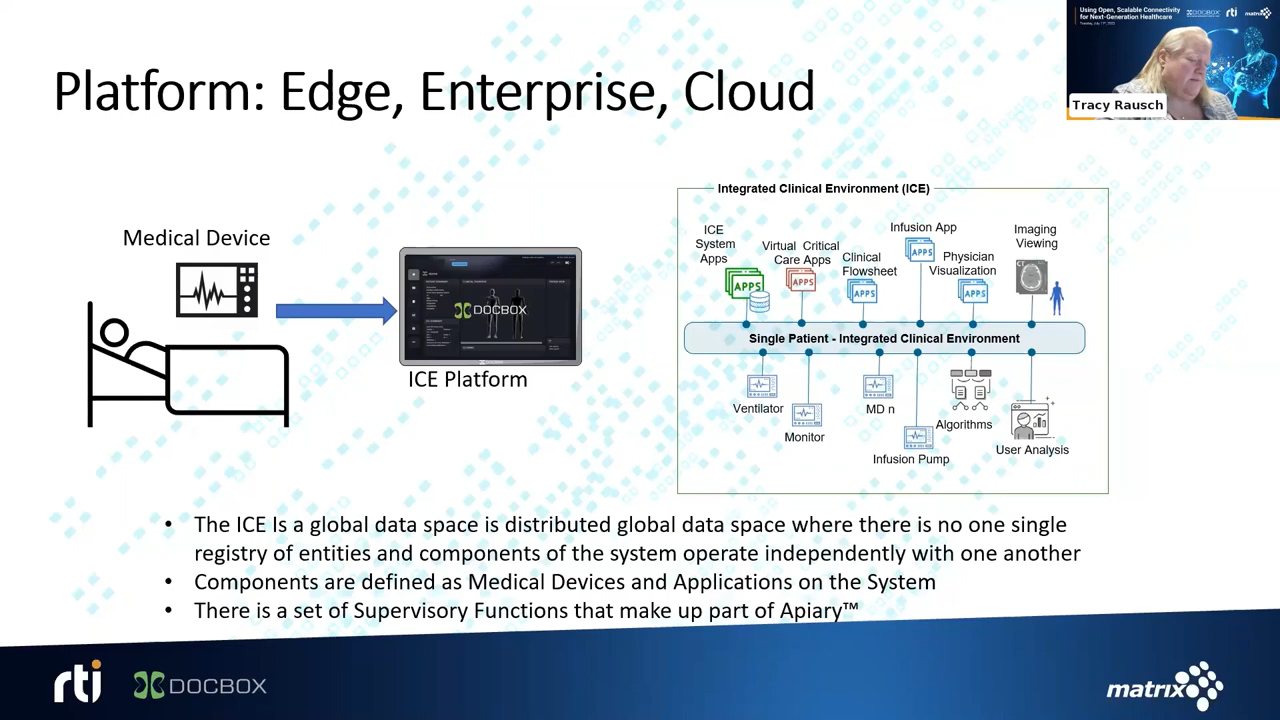 Platform: Edge, Enterprise, Cloud
Using Open, Scalable Connectivity
for Next-Generation Healthcare
DOCBOX
rti
matrix
Tracy Rausch
Medical Device
DOCBOX
ICE Platform
Integrated Clinical Environment (ICE)
ICE
System
Apps
APPS
Virtual Critical
Care Apps
APPS
Clinical
Flowsheet
APPS
Infusion App
APPS
Physician
Visualization
APPS
Imaging
Viewing
CT
Single Patient - Integrated Clinical Environment
Ventilator
Monitor
MD n
Infusion Pump
Algorithms
User Analysis
• The ICE Is a global data space is distributed global data space where there is no one single
registry of entities and components of the system operate independently with one another
• Components are defined as Medical Devices and Applications on the System
• There is a set of Supervisory Functions that make up part of Apiary™
rti
DOCBOX
matrix